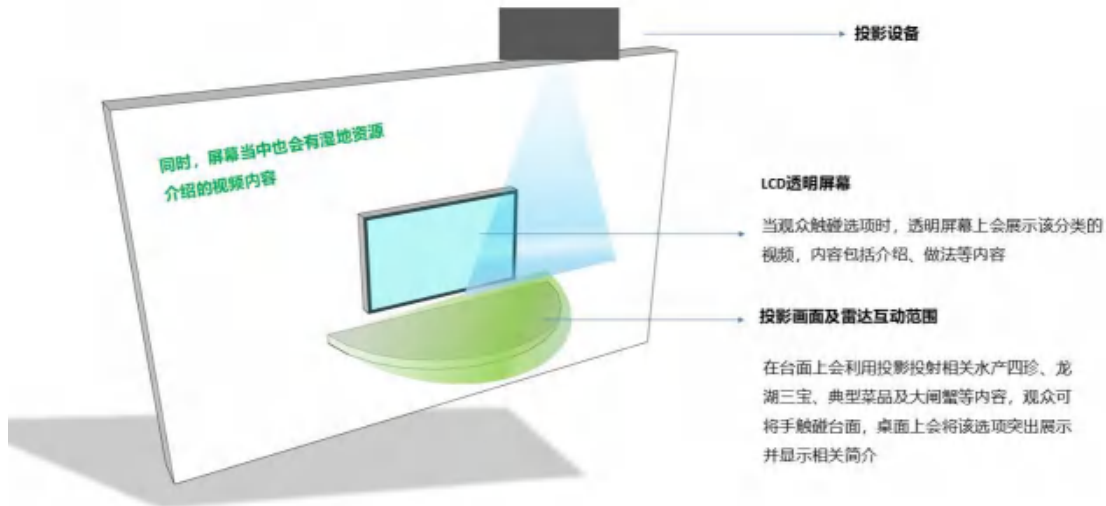 投影设备
同时，屏幕当中也会有湿地资源
介绍的视频内容
LCD透明屏幕
当观众触碰选项时，透明屏幕上会展示该分类的
视频，内容包括介绍、做法等内容
投影画面及雷达互动范围
在台面上会利用投影投射相关水产四珍、龙
湖三宝、典型菜品及大闸蟹等内容，观众可
将手触碰台面，桌面上会将该选项突出展示
并显示相关简介